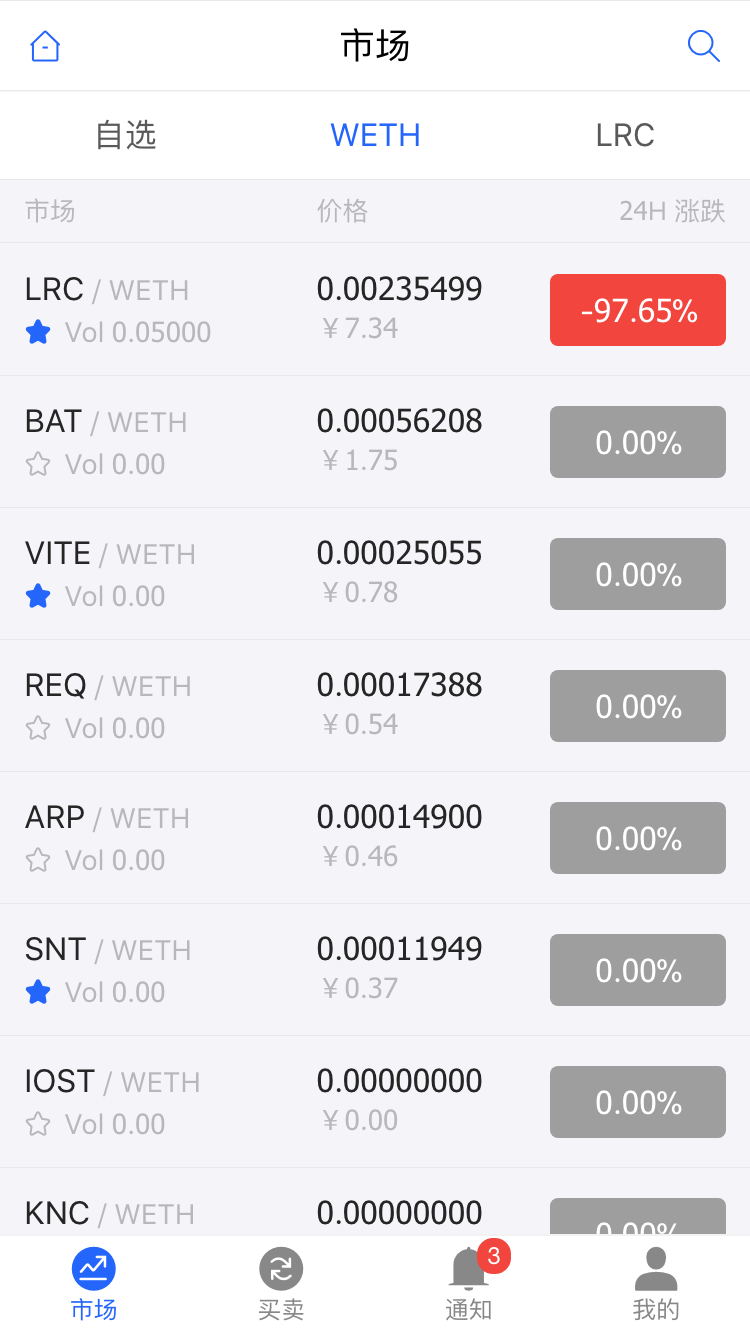 市场
自选 WETH LRC
市场 价格 24H 涨跌
LRC / WETH 0.00235499 -97.65%
Vol 0.05000 ¥ 7.34
BAT / WETH 0.00056208 0.00%
Vol 0.00 ¥ 1.75
VITE / WETH 0.00025055 0.00%
Vol 0.00 ¥ 0.78
REQ / WETH 0.00017388 0.00%
Vol 0.00 ¥ 0.54
ARP / WETH 0.00014900 0.00%
Vol 0.00 ¥ 0.46
SNT / WETH 0.00011949 0.00%
Vol 0.00 ¥ 0.37
IOST / WETH 0.00000000 0.00%
Vol 0.00 ¥ 0.00
KNC / WETH 0.00000000 0.00%
3
市场 买卖 通知 我的